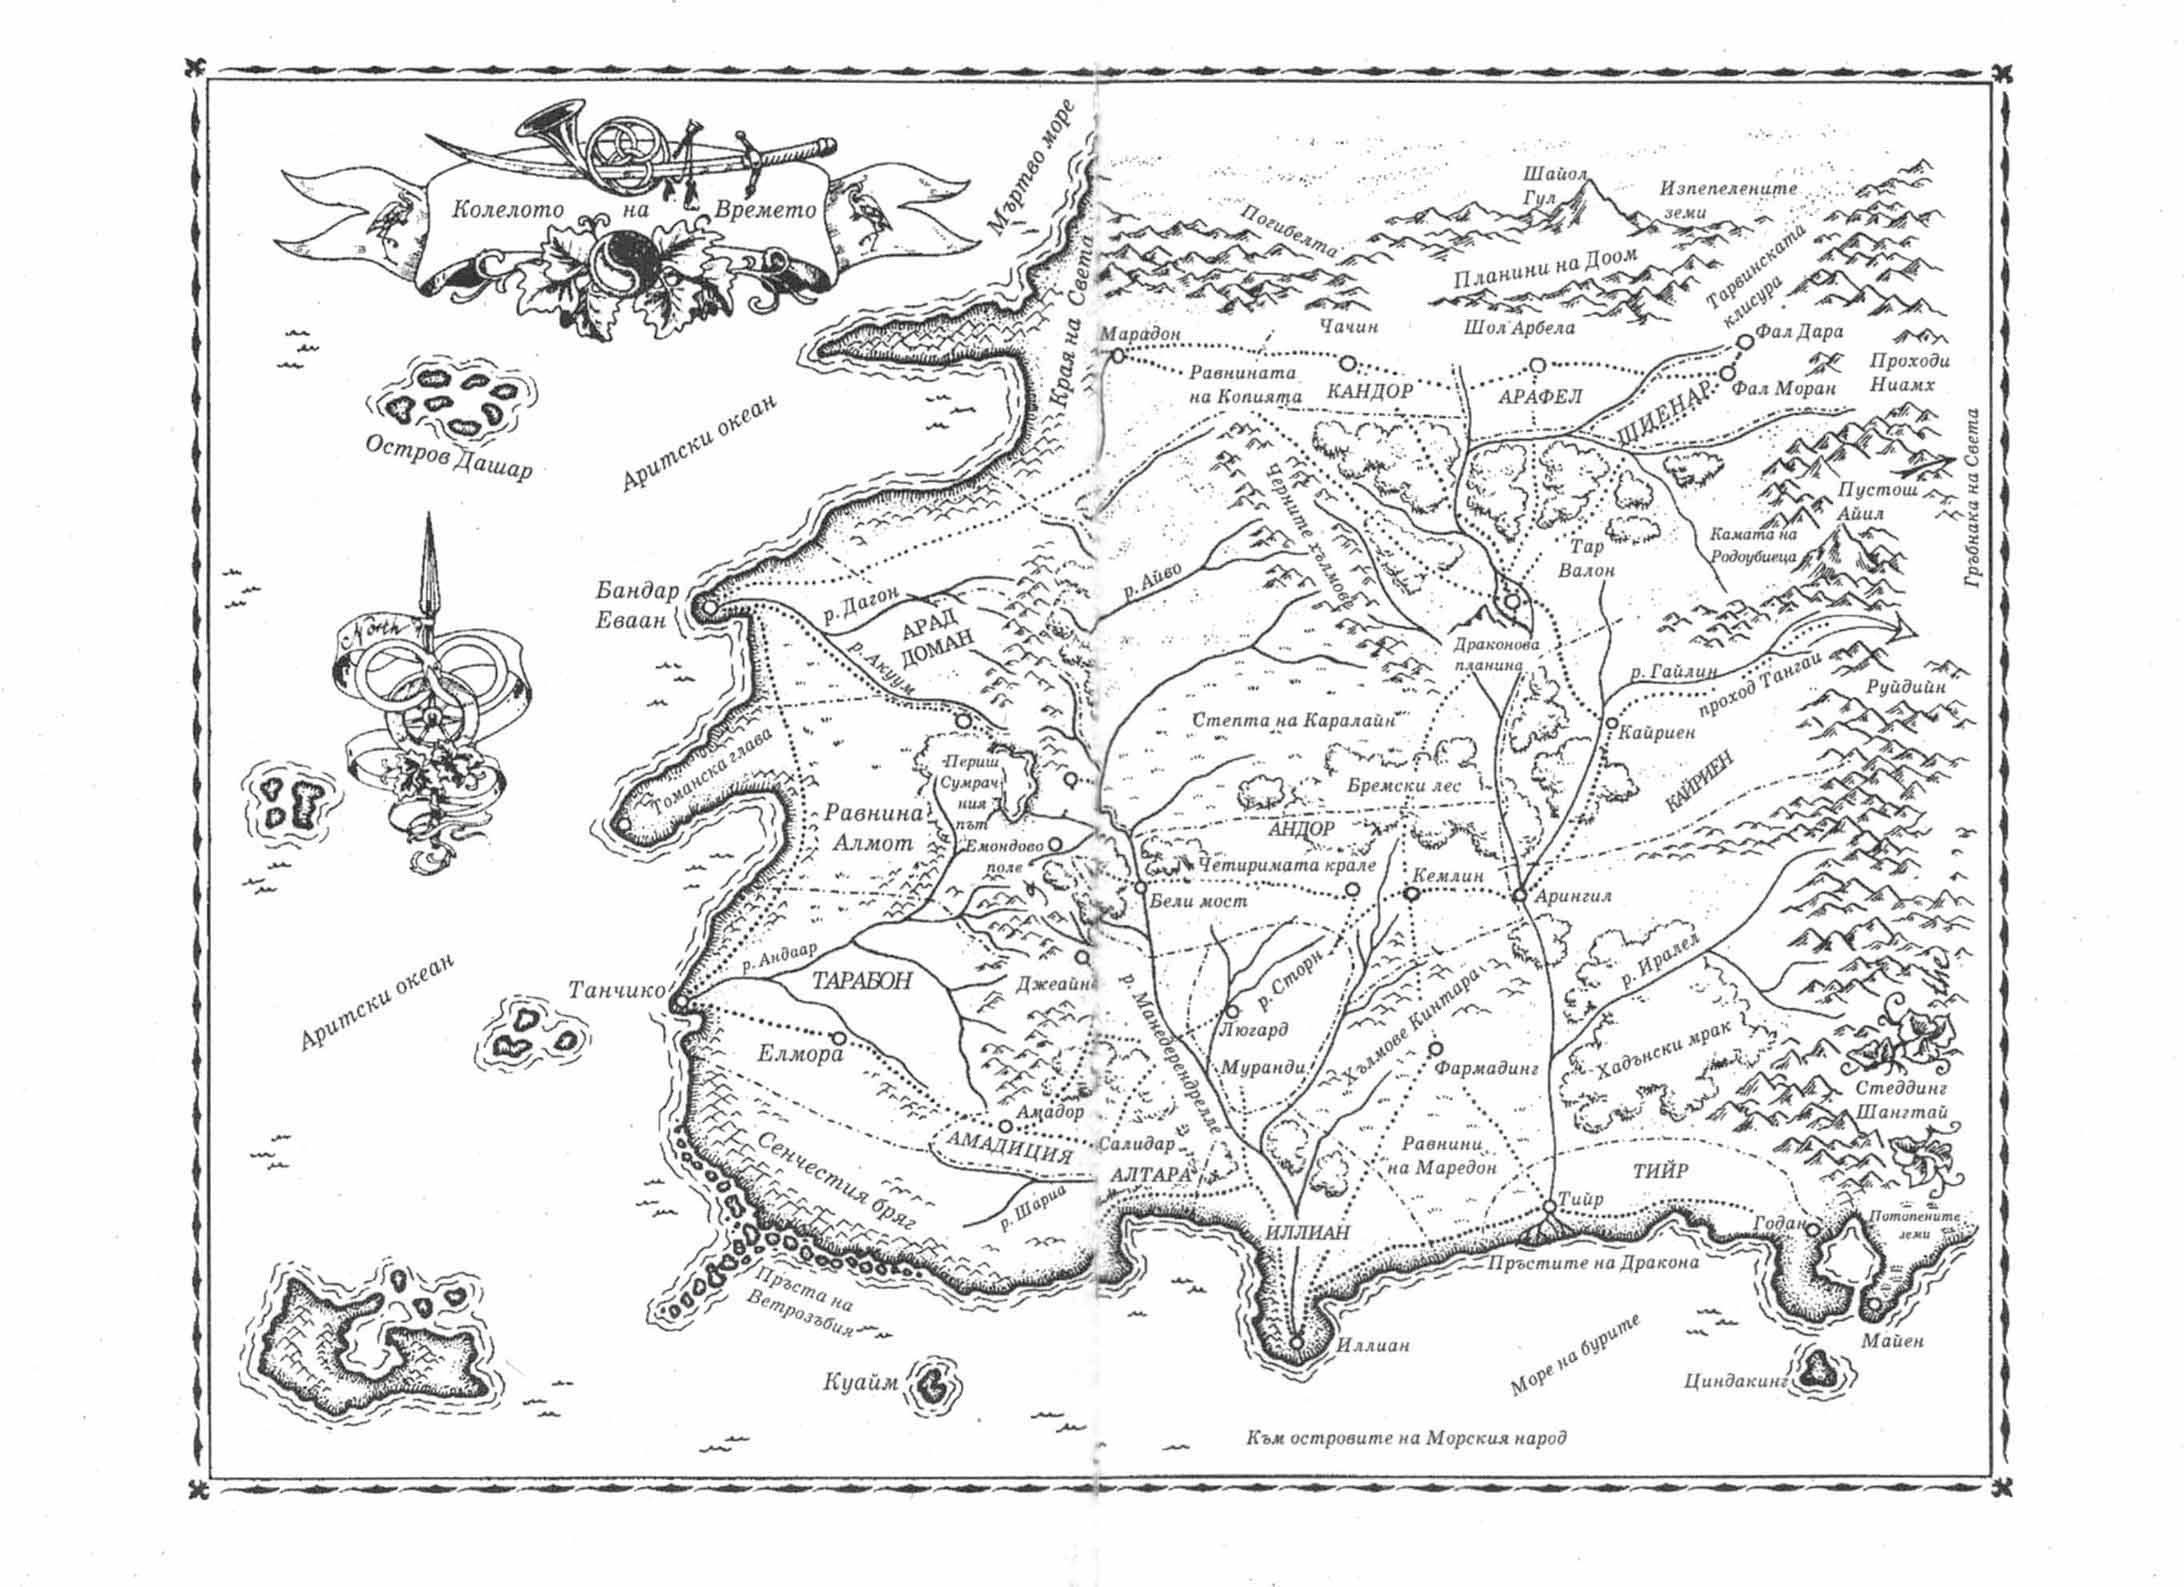 Колелото на Времето
Мъртво море
Края на Света
Погибелта
Шайол
Гул
Изпепелените
земи
Планини на Доом
Тарвинската
клисура
Марадон
Чачин
Шол Арбела
Фал Дара
Равнината
на Копията
КАНДОР
АРАФЕЛ
ШИЕНАР
Фал Моран
Проходи
Ниамх
Остров Дашар
Аритски океан
Черните хълмове
Пустош
Айил
Гръбнака на Света
Камата на
Родоубиеца
Тар
Валон
North
Бандар
Еваан
р. Дагон
АРАД
ДОМАН
р. Акуум
р. Айво
Драконова
планина
р. Гайлин
проход Тангаи
Руйдийн
Степта на Каралайн
Кайриен
КАЙРИЕН
Томанска глава
Периш
Сумрач
ния
път
Равнина
Алмот
Емондово
поле
Бремски лес
АНДОР
Четиримата крале
Кемлин
Бели мост
Арингил
Аритски океан
Танчико
р. Андаар
ТАРАБОН
Джеайн
р. Манедерендрелле
р. Сторн
Люгард
Муранди
Хълмове Кинтара
Фармадинг
р. Иралел
Хадънски мрак
Стеддинг
Шангтай
Елмора
Амадор
АМАДИЦИЯ
Салидар
АЛТАРА
Сенчестия бряг
р. Шариа
Равнини
на Маредон
ТИЙР
Тийр
Годан
Потопените
земи
ИЛЛИАН
Пръстите на Дракона
Пръста на
Ветрозъбия
Куайм
Иллиан
Море на бурите
Майен
Циндакинг
Към островите на Морския народ